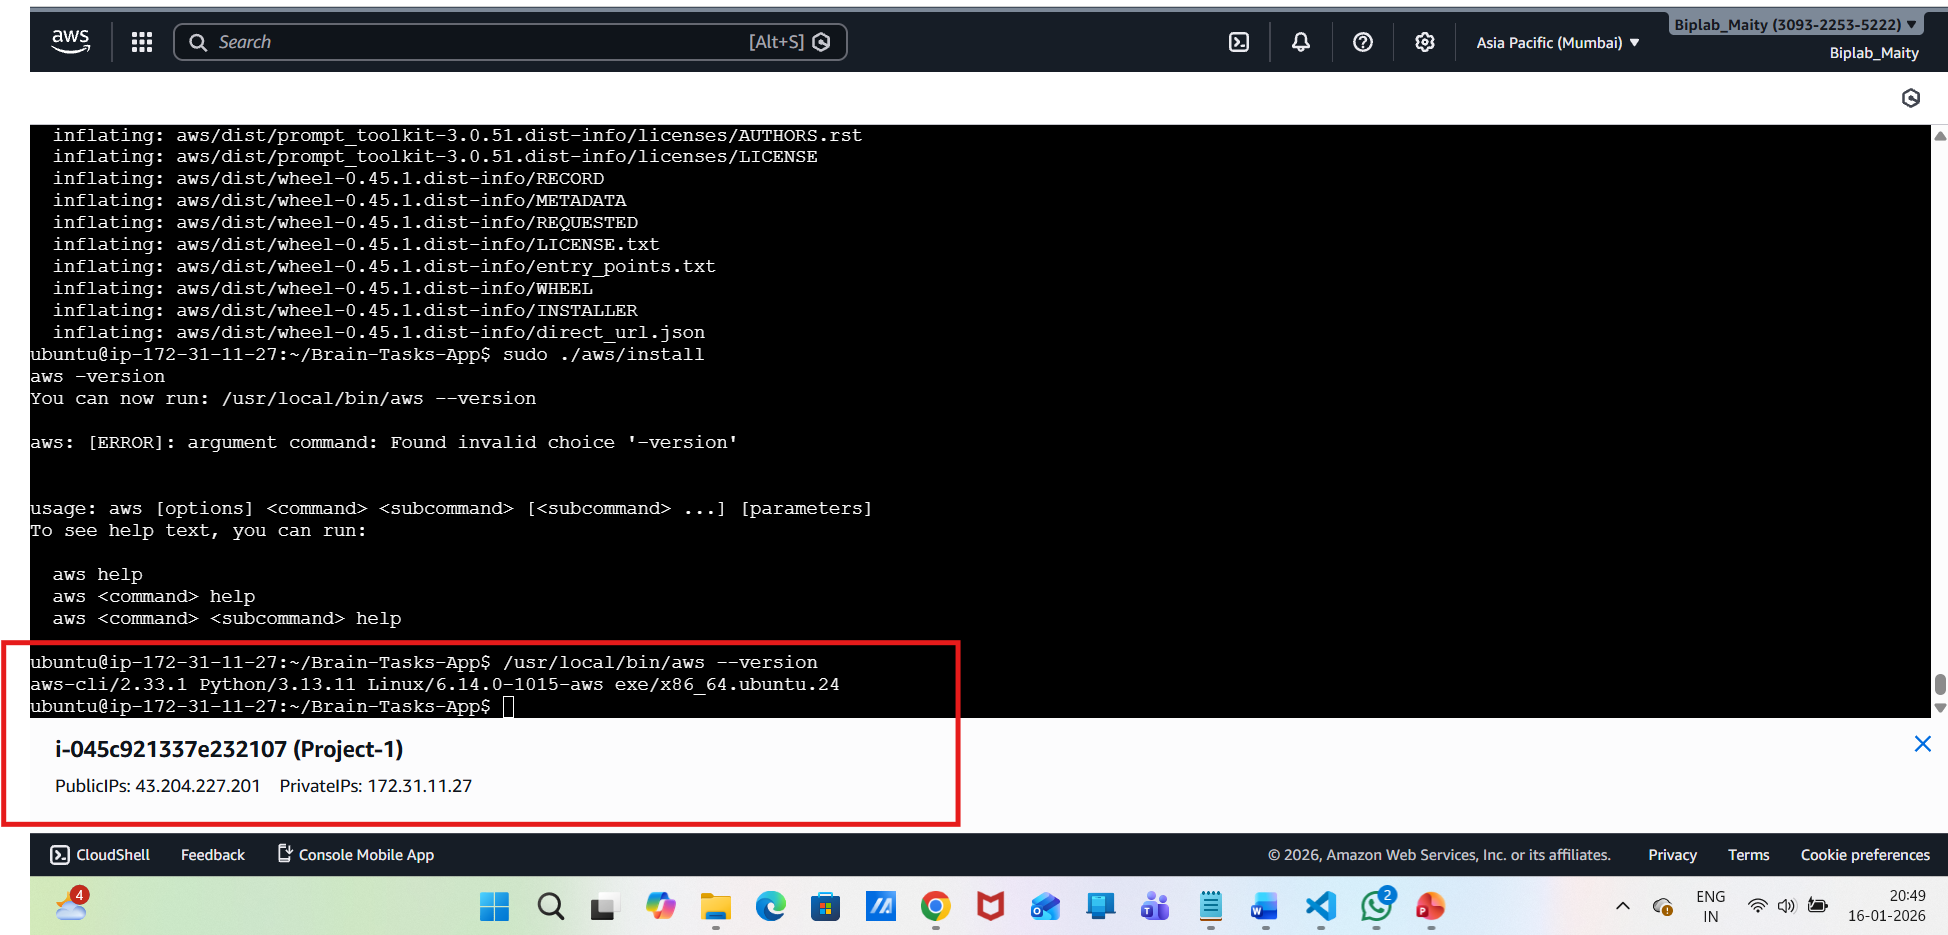 aws
Search [Alt+S]
Asia Pacific (Mumbai) ▼
Biplab_Maity (3093-2253-5222) ▼
Biplab_Maity
inflating: aws/dist/prompt_toolkit-3.0.51.dist-info/licenses/AUTHORS.rst
inflating: aws/dist/prompt_toolkit-3.0.51.dist-info/licenses/LICENSE
inflating: aws/dist/wheel-0.45.1.dist-info/RECORD
inflating: aws/dist/wheel-0.45.1.dist-info/METADATA
inflating: aws/dist/wheel-0.45.1.dist-info/REQUESTED
inflating: aws/dist/wheel-0.45.1.dist-info/LICENSE.txt
inflating: aws/dist/wheel-0.45.1.dist-info/entry_points.txt
inflating: aws/dist/wheel-0.45.1.dist-info/WHEEL
inflating: aws/dist/wheel-0.45.1.dist-info/INSTALLER
inflating: aws/dist/wheel-0.45.1.dist-info/direct_url.json
ubuntu@ip-172-31-11-27:~/Brain-Tasks-App$ sudo ./aws/install
aws -version
You can now run: /usr/local/bin/aws --version
aws: [ERROR]: argument command: Found invalid choice '-version'
usage: aws [options] <command> <subcommand> [<subcommand> ...] [parameters]
To see help text, you can run:
aws help
aws <command> help
aws <command> <subcommand> help
ubuntu@ip-172-31-11-27:~/Brain-Tasks-App$ /usr/local/bin/aws --version
aws-cli/2.33.1 Python/3.13.11 Linux/6.14.0-1015-aws exe/x86_64.ubuntu.24
ubuntu@ip-172-31-11-27:~/Brain-Tasks-App$
i-045c921337e232107 (Project-1)
PublicIPs: 43.204.227.201 PrivateIPs: 172.31.11.27
CloudShell Feedback Console Mobile App © 2026, Amazon Web Services, Inc. or its affiliates. Privacy Terms Cookie preferences
4
2
ENG
IN
20:49
16-01-2026